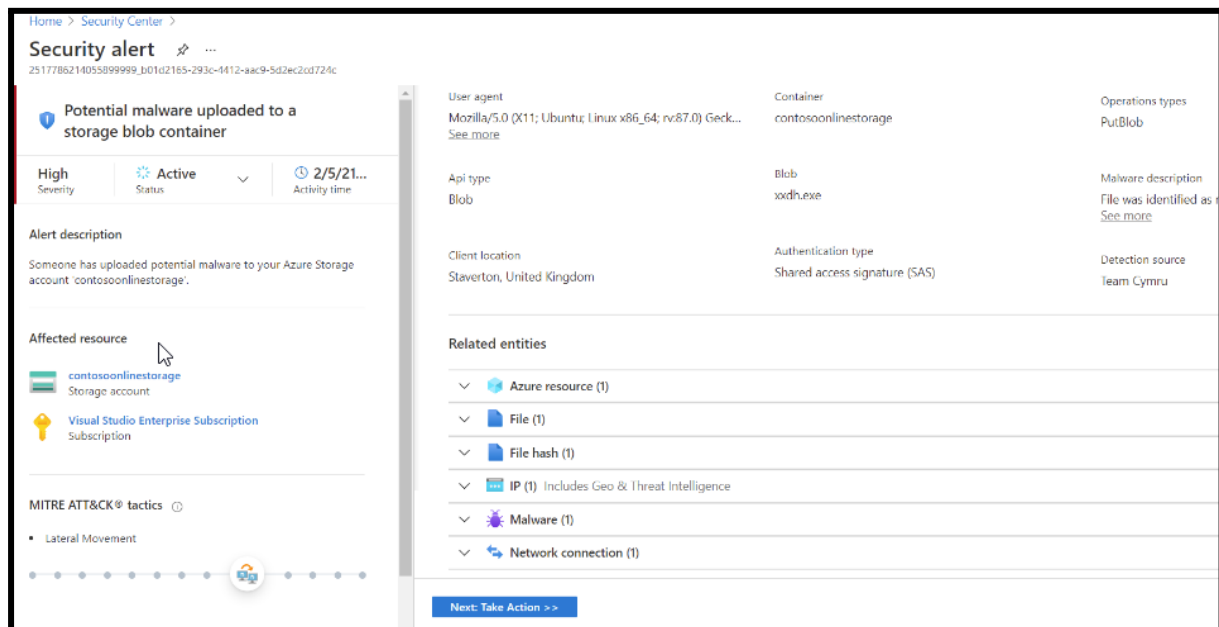 Home > Security Center >
Security alert ...
2517786214055899999_b01d2165-293c-4412-aac9-5d2ec2cd724c
Potential malware uploaded to a
storage blob container
High
Severity
Active
Status
2/5/21...
Activity time
Alert description
Someone has uploaded potential malware to your Azure Storage
account 'contosoonlinestorage'.
Affected resource
contosoonlinestorage
Storage account
Visual Studio Enterprise Subscription
Subscription
MITRE ATT&CK® tactics
• Lateral Movement
User agent
Mozilla/5.0 (X11; Ubuntu; Linux x86_64; rv:87.0) Geck...
See more
Container
contosoonlinestorage
Operations types
PutBlob
Api type
Blob
Blob
xxdh.exe
Malware description
File was identified as
See more
Client location
Staverton, United Kingdom
Authentication type
Shared access signature (SAS)
Detection source
Team Cymru
Related entities
Azure resource (1)
File (1)
File hash (1)
IP (1) Includes Geo & Threat Intelligence
Malware (1)
Network connection (1)
Next: Take Action >>